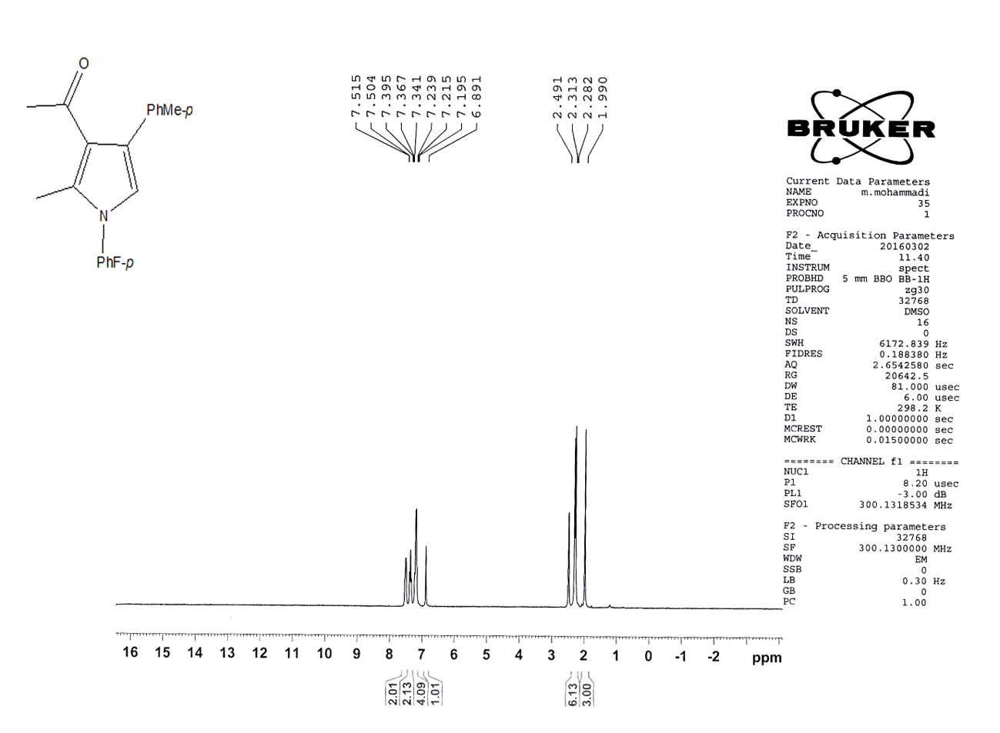 O
PhMe-p
N
PhF-p
7.515
7.504
7.395
7.367
7.341
7.239
7.215
7.195
6.891
2.491
2.313
2.282
1.990
BRUKER
Current Data Parameters
NAME m.mohammadi
EXPNO 35
PROCNO 1
F2 - Acquisition Parameters
Date_ 20160302
Time 11.40
INSTRUM spect
PROBHD 5 mm BBO BB-1H
PULPROG zg30
TD 32768
SOLVENT DMSO
NS 16
DS 0
SWH 6172.839 Hz
FIDRES 0.188380 Hz
AQ 2.6542580 sec
RG 20642.5
DW 81.000 usec
DE 6.00 usec
TE 298.2 K
D1 1.00000000 sec
MCREST 0.00000000 sec
MCWRK 0.01500000 sec
======== CHANNEL f1 ========
NUC1 1H
P1 8.20 usec
PL1 -3.00 dB
SFO1 300.1318534 MHz
F2 - Processing parameters
SI 32768
SF 300.1300000 MHz
WDW EM
SSB 0
LB 0.30 Hz
GB 0
PC 1.00
16 15 14 13 12 11 10 9 8 7 6 5 4 3 2 1 0 -1 -2 ppm
2.01
2.13
4.09
1.01
6.13
3.00